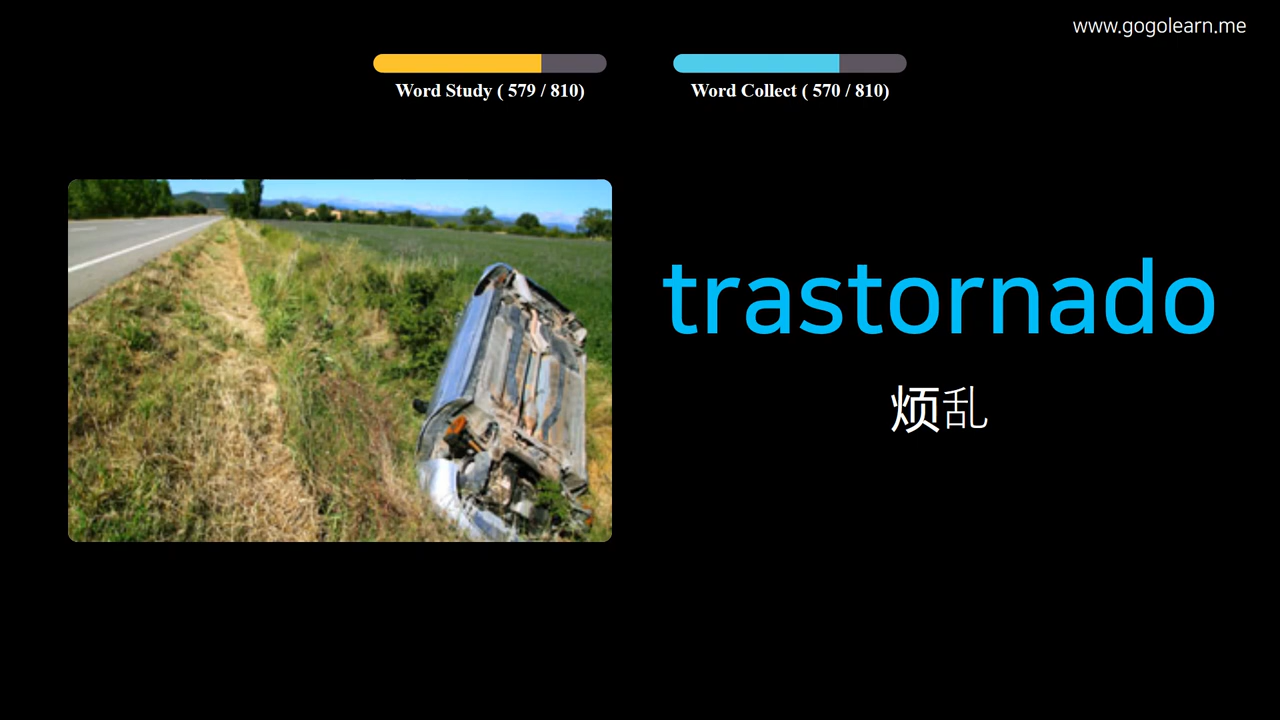 www.gogolearn.me
Word Study ( 579 / 810)
Word Collect ( 570 / 810)
trastornado
烦乱